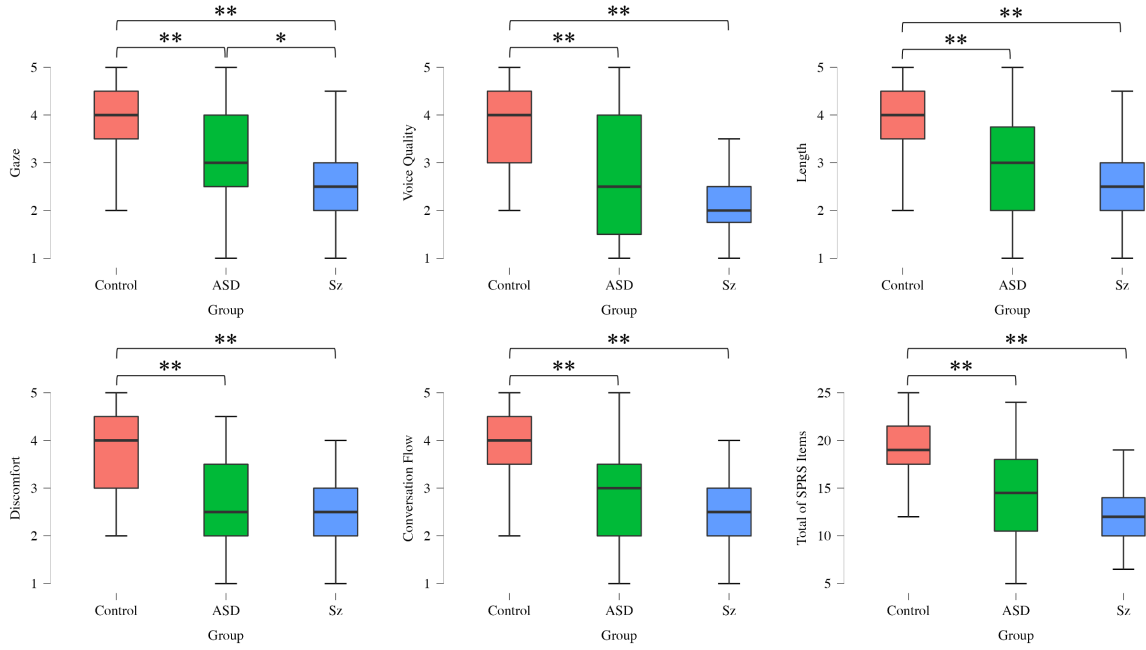 **
** *
Gaze
5
4
3
2
1
Control ASD Sz
Group
**
**
Voice Quality
5
4
3
2
1
Control ASD Sz
Group
**
**
Length
5
4
3
2
1
Control ASD Sz
Group
**
**
Discomfort
5
4
3
2
1
Control ASD Sz
Group
**
**
Conversation Flow
5
4
3
2
1
Control ASD Sz
Group
**
**
Total of SPRS Items
25
20
15
10
5
Control ASD Sz
Group